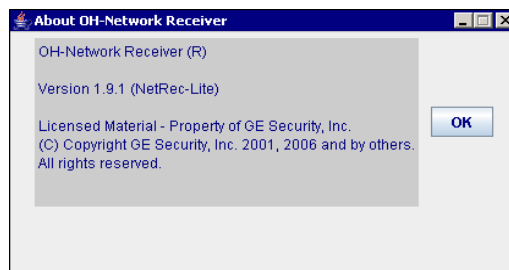 About OH-Network Receiver
OH-Network Receiver (R)
Version 1.9.1 (NetRec-Lite)
OK
Licensed Material - Property of GE Security, Inc.
(C) Copyright GE Security, Inc. 2001, 2006 and by others.
All rights reserved.